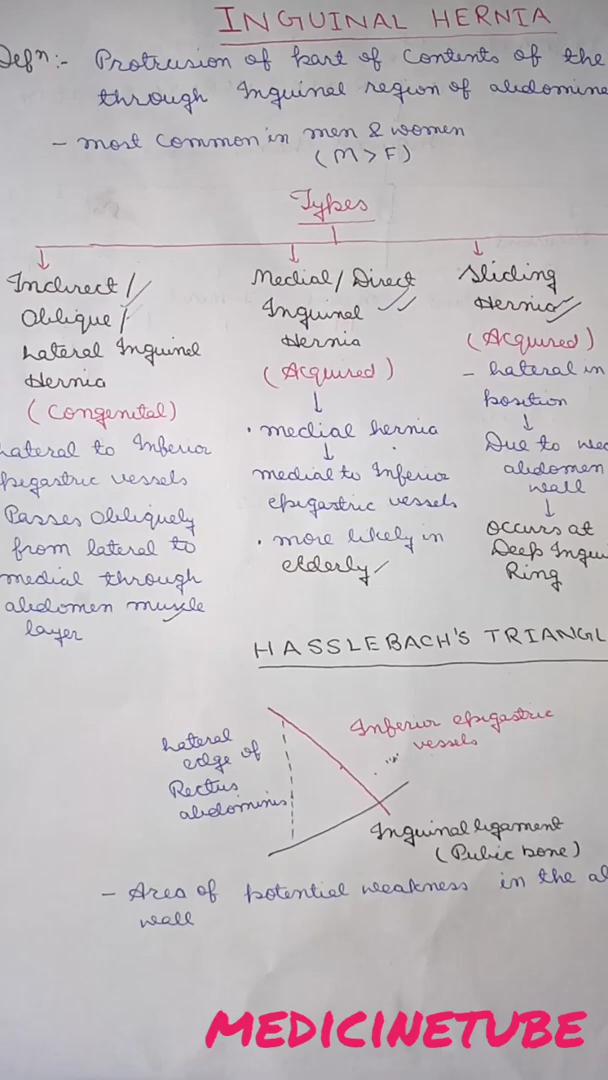 INGUINAL HERNIA
Defⁿ:- Protrusion of part of contents of the
through Inguinal region of abdomine
- most common in men & women
(M > F)
Types
Indirect/
Oblique/
Lateral Inguinal
Hernia
(Congenital)
Lateral to Inferior
epigastric vessels
Passes Obliquely
from lateral to
medial through
abdomen muscle
layer
Medial/Direct
Inguinal
Hernia
(Acquired)
• medial hernia
medial to Inferior
epigastric vessels
• more likely in
elderly
Sliding
Hernia
(Acquired)
- Lateral in
position
Due to wea
abdomen
wall
occurs at
Deep Ingui
Ring
HASSLEBACH'S TRIANGL
Lateral
edge of
Rectus
abdominis
Inferior epigastric
vessels
Inguinal ligament
(Pubic bone)
- Area of potential weakness in the a
wall
MEDICINETUBE